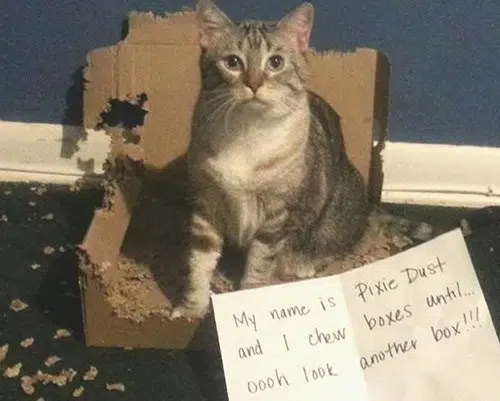 My name is Pixie Dust
and I chew boxes until...
oooh look another box!!!